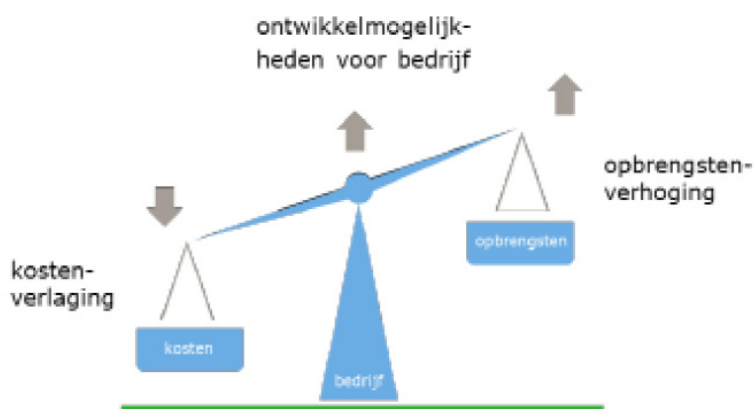 ontwikkelmogelijk-
heden voor bedrijf
opbrengsten-
verhoging
opbrengsten
kosten-
verlaging
kosten
bedrijf